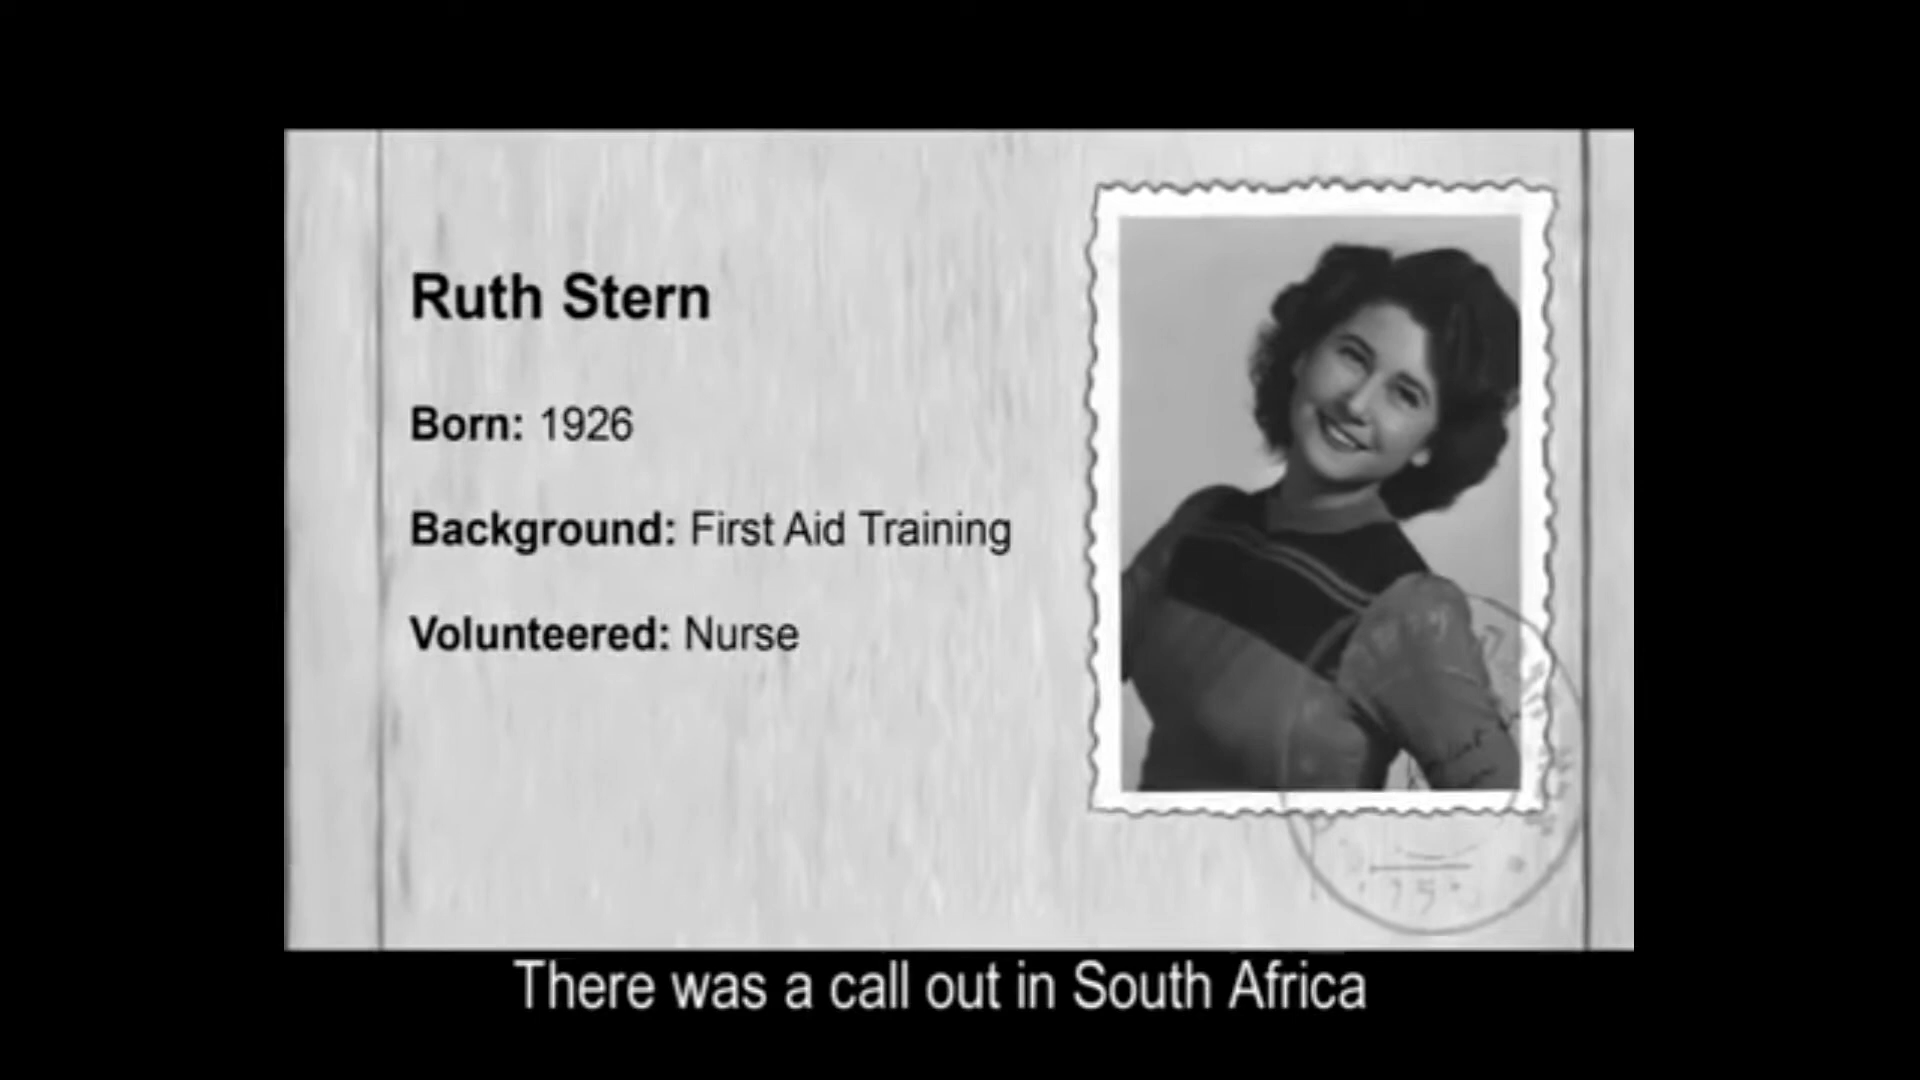 Ruth Stern
Born: 1926
Background: First Aid Training
Volunteered: Nurse
There was a call out in South Africa